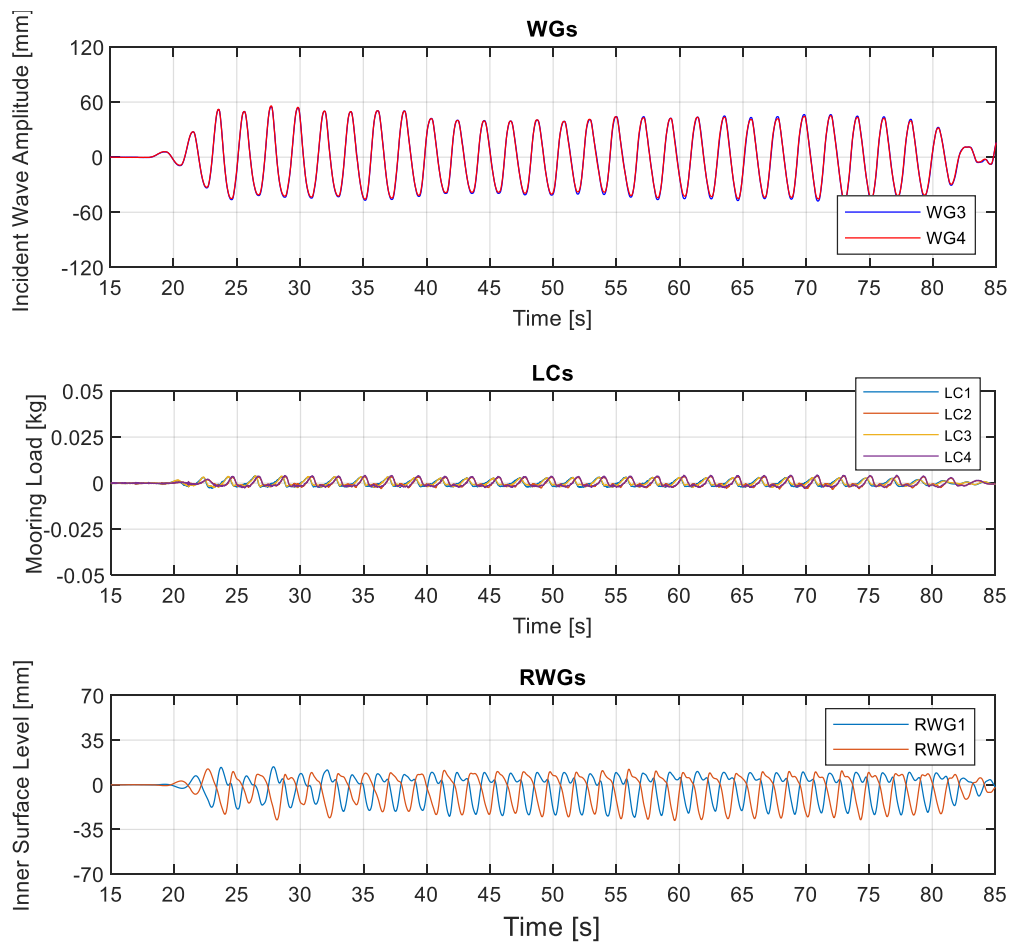 WGs
Incident Wave Amplitude [mm]
120
60
0
-60
-120
WG3
WG4
15 20 25 30 35 40 45 50 55 60 65 70 75 80 85
Time [s]
LCs
Mooring Load [kg]
0.05
0.025
0
-0.025
-0.05
LC1
LC2
LC3
LC4
15 20 25 30 35 40 45 50 55 60 65 70 75 80 85
Time [s]
RWGs
Inner Surface Level [mm]
70
35
0
-35
-70
RWG1
RWG1
15 20 25 30 35 40 45 50 55 60 65 70 75 80 85
Time [s]